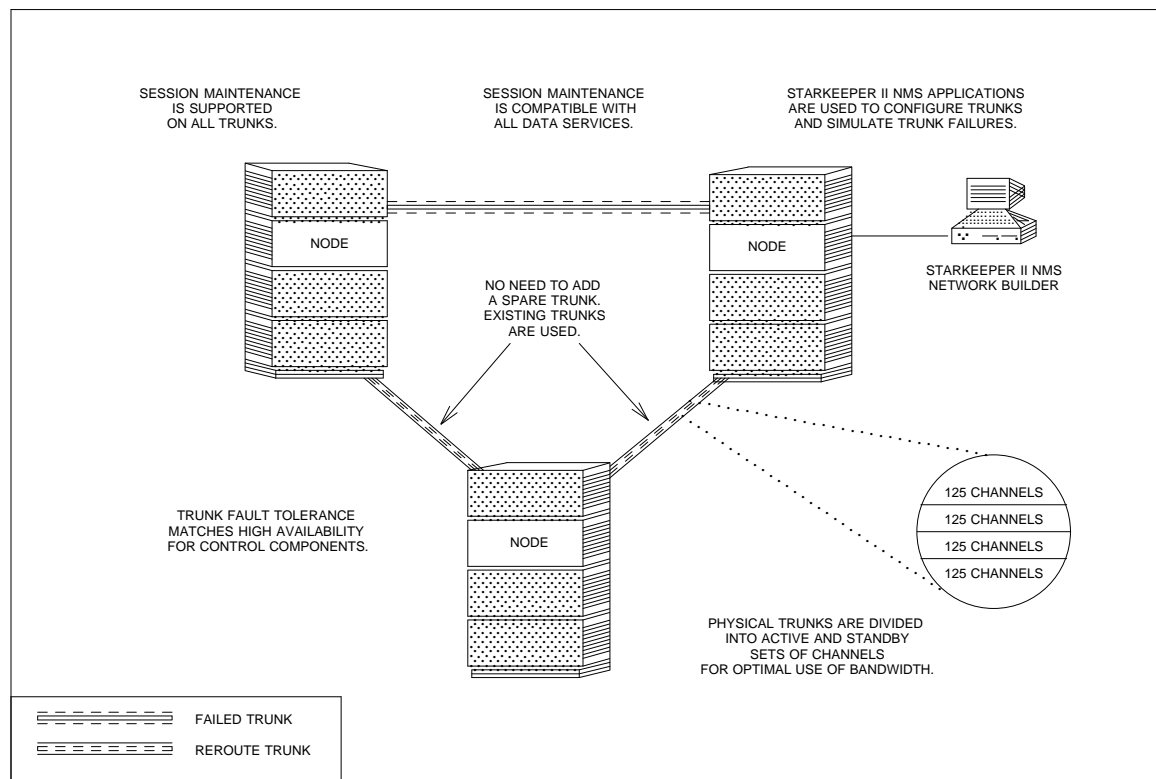 SESSION MAINTENANCE
IS SUPPORTED
ON ALL TRUNKS.
SESSION MAINTENANCE
IS COMPATIBLE WITH
ALL DATA SERVICES.
STARKEEPER II NMS APPLICATIONS
ARE USED TO CONFIGURE TRUNKS
AND SIMULATE TRUNK FAILURES.
NODE
NODE
STARKEEPER II NMS
NETWORK BUILDER
NO NEED TO ADD
A SPARE TRUNK.
EXISTING TRUNKS
ARE USED.
TRUNK FAULT TOLERANCE
MATCHES HIGH AVAILABILITY
FOR CONTROL COMPONENTS.
NODE
125 CHANNELS
125 CHANNELS
125 CHANNELS
125 CHANNELS
PHYSICAL TRUNKS ARE DIVIDED
INTO ACTIVE AND STANDBY
SETS OF CHANNELS
FOR OPTIMAL USE OF BANDWIDTH.
FAILED TRUNK
REROUTE TRUNK